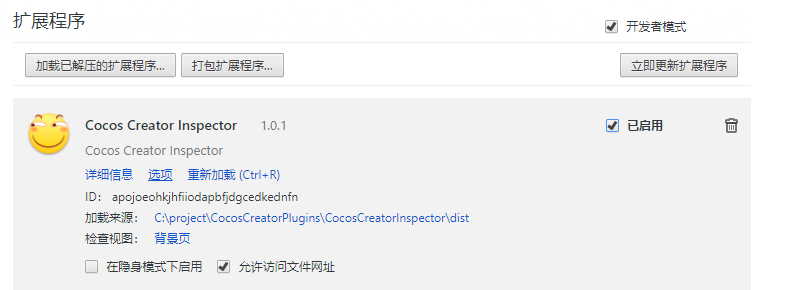 扩展程序
开发者模式
加载已解压的扩展程序... 打包扩展程序... 立即更新扩展程序
Cocos Creator Inspector 1.0.1 已启用
Cocos Creator Inspector
详细信息 选项 重新加载 (Ctrl+R)
ID： apojoeohkjhfiiodapbfjdgcedkednfn
加载来源： C:\project\CocosCreatorPlugins\CocosCreatorInspector\dist
检查视图： 背景页
在隐身模式下启用 允许访问文件网址